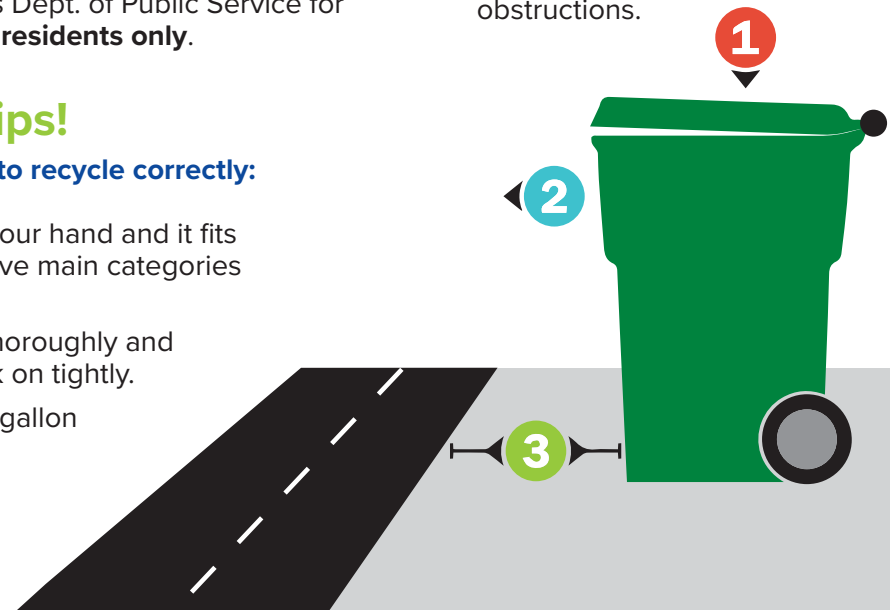 s Dept. of Public Service for
residents only.
ips!
to recycle correctly:
our hand and it fits
ve main categories
horoughly and
k on tightly.
gallon
obstructions.
1
2
3